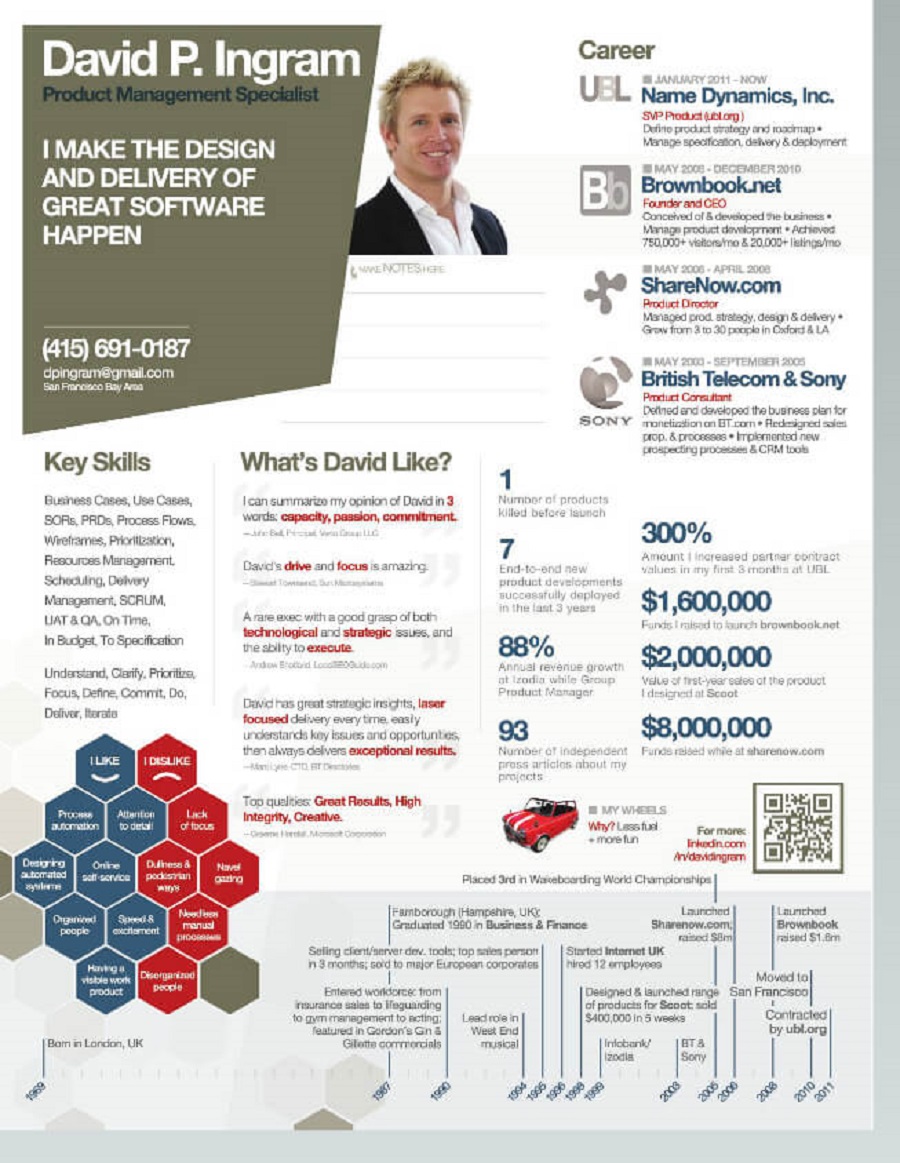 David P. Ingram
Product Management Specialist
I MAKE THE DESIGN
AND DELIVERY OF
GREAT SOFTWARE
HAPPEN
(415) 691-0187
dpingram@gmail.com
San Francisco Bay Area
MAKE NOTES HERE
Career
UBL
JANUARY 2011 - NOW
Name Dynamics, Inc.
SVP Product (ubl.org)
Define product strategy and roadmap •
Manage specification, delivery & deployment
Bb
MAY 2008 - DECEMBER 2010
Brownbook.net
Founder and CEO
Conceived of & developed the business •
Manage product development • Achieved
750,000+ visitors/mo & 20,000+ listings/mo
MAY 2006 - APRIL 2008
ShareNow.com
Product Director
Managed prod. strategy, design & delivery •
Grew from 3 to 30 people in Oxford & LA
SONY
MAY 2003 - SEPTEMBER 2005
British Telecom & Sony
Product Consultant
Defined and developed the business plan for
monetization on BT.com • Redesigned sales
prop. & processes • Implemented new
prospecting processes & CRM tools
Key Skills
Business Cases, Use Cases,
SORs, PRDs, Process Flows,
Wireframes, Prioritization,
Resources Management,
Scheduling, Delivery
Management, SCRUM,
UAT & QA, On Time,
In Budget, To Specification
Understand, Clarify, Prioritize,
Focus, Define, Commit, Do,
Deliver, Iterate
What's David Like?
I can summarize my opinion of David in 3
words: capacity, passion, commitment.
—John Bell, Principal, Group LLC
David's drive and focus is amazing.
—Stewart Townsend, Sun Microsystems
A rare exec with a good grasp of both
technological and strategic issues, and
the ability to execute.
—Andrew Shotland, LocalSEOGuide.com
David has great strategic insights, laser
focused delivery every time, easily
understands key issues and opportunities,
then always delivers exceptional results.
CTO, BT Directories
Top qualities: Great Results, High
Integrity, Creative.
—Graeme Microsoft Corporation
1
Number of products
killed before launch
7
End-to-end new
product developments
successfully deployed
in the last 3 years
88%
Annual revenue growth
at Izodia while Group
Product Manager
93
Number of independent
press articles about my
projects
300%
Amount I increased partner contract
values in my first 3 months at UBL
$1,600,000
Funds I raised to launch brownbook.net
$2,000,000
Value of first-year sales of the product
I designed at Scoot
$8,000,000
Funds raised while at sharenow.com
I LIKE
I DISLIKE
Process
automation
Attention
to detail
Lack
of focus
Designing
automated
systems
Online
self-service
Dullness &
pedestrian
ways
Navel
gazing
Organized
people
Speed &
excitement
Needless
manual
processes
Having a
visible work
product
Disorganized
people
MY WHEELS
Why? Less fuel
+ more fun
For more:
linkedin.com
/in/davidingram
Placed 3rd in Wakeboarding World Championships
Farnborough (Hampshire, UK);
Graduated 1990 in Business & Finance
Launched
Sharenow.com;
raised $8m
Launched
Brownbook
raised $1.6m
Selling client/server dev. tools; top sales person
in 3 months; sold to major European corporates
Started Internet UK
hired 12 employees
Moved to
San Francisco
Entered workforce: from
insurance sales to lifeguarding
to gym management to acting;
featured in Gordon's Gin &
Gillette commercials
Lead role in
West End
musical
Designed & launched range
of products for Scoot; sold
$400,000 in 5 weeks
Contracted
by ubl.org
Infobank/
Izodia
BT &
Sony
Born in London, UK
1969
1987
1990
1994
1995
1996
1998
1999
2003
2005
2006
2008
2010
2011